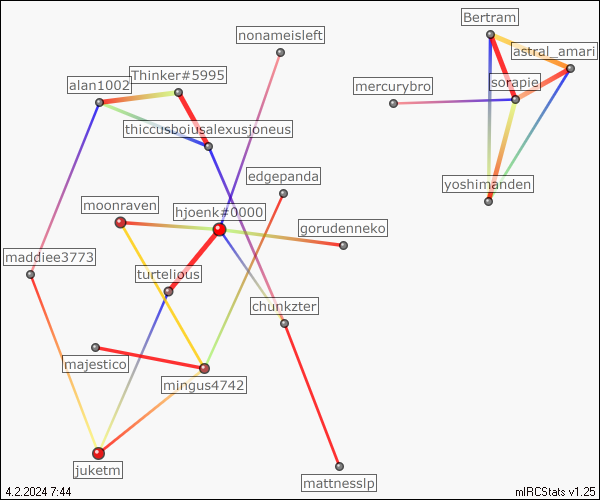 Bertram
nonameisleft
astral_amari
Thinker#5995
alan1002
mercurybro
sorapie
thiccusboiusalexusjoneus
edgepanda
yoshimanden
moonraven
hjoenk#0000
gorudenneko
maddiee3773
turtelious
chunkzter
majestico
mingus4742
juketm
mattnesslp
4.2.2024 7:44
mIRCStats v1.25